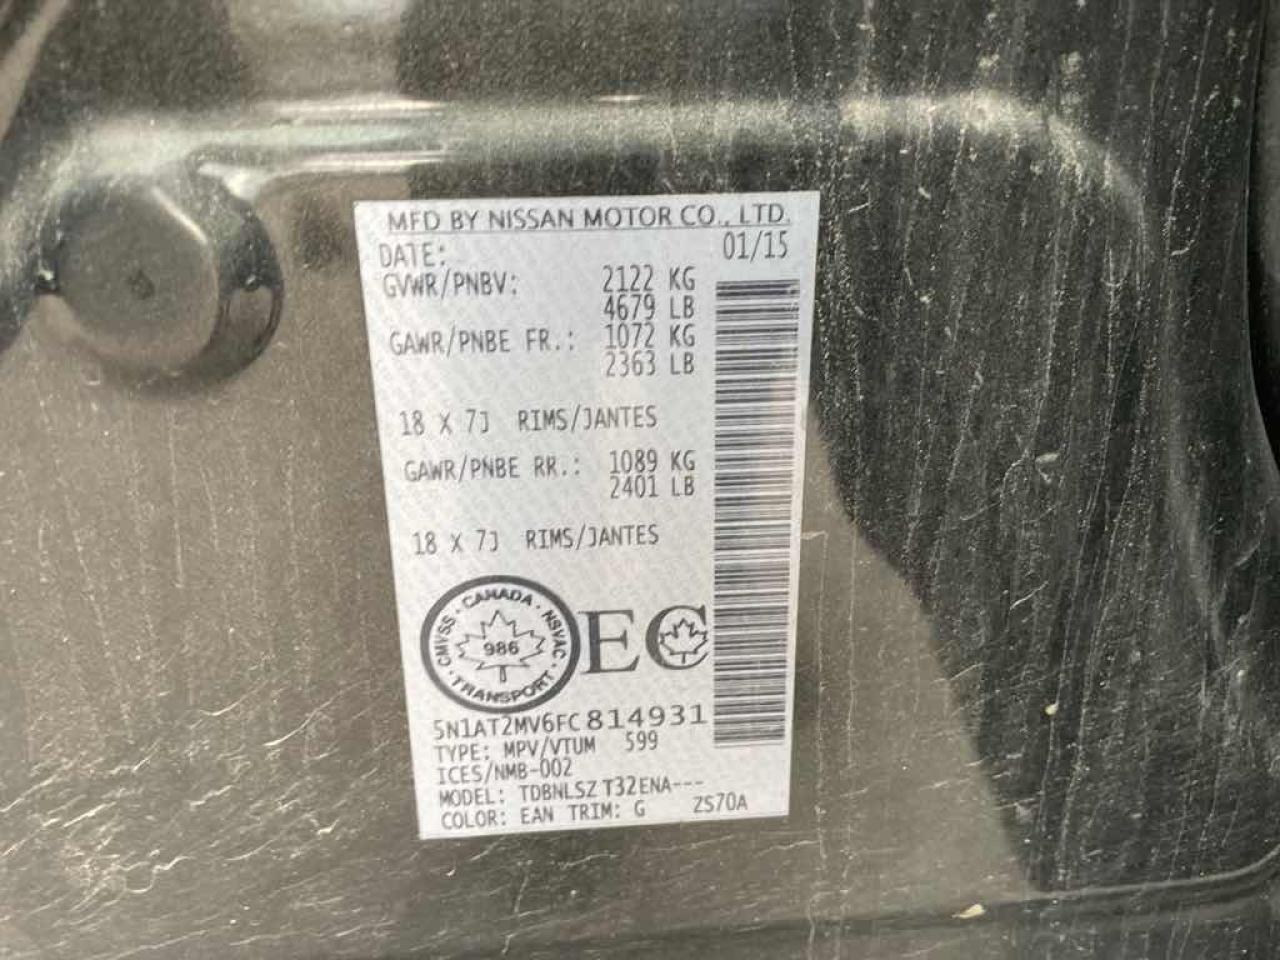 MFD BY NISSAN MOTOR CO., LTD.
DATE: 01/15
GVWR/PNBV: 2122 KG
4679 LB
GAWR/PNBE FR.: 1072 KG
2363 LB
18 X 7J RIMS/JANTES
GAWR/PNBE RR.: 1089 KG
2401 LB
18 X 7J RIMS/JANTES
CANADA · NSVAC · TRANSPORT · CMVSS ·
986
EC
5N1AT2MV6FC814931
TYPE: MPV/VTUM 599
ICES/NMB-002
MODEL: TDBNLSZ T32ENA---
COLOR: EAN TRIM: G ZS70A